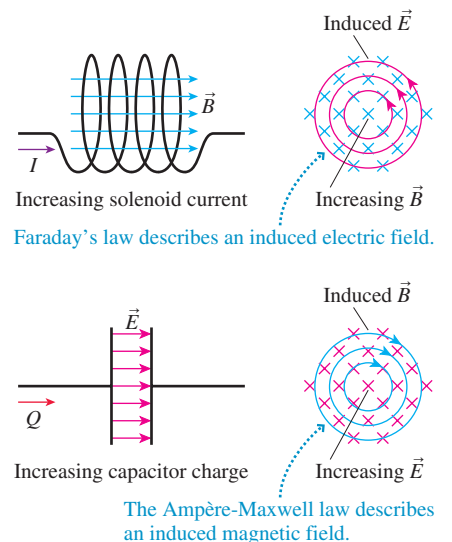 Induced E⃗
B⃗
I
Increasing solenoid current
Increasing B⃗
Faraday's law describes an induced electric field.
Induced B⃗
E⃗
Q
Increasing capacitor charge
Increasing E⃗
The Ampère-Maxwell law describes
an induced magnetic field.